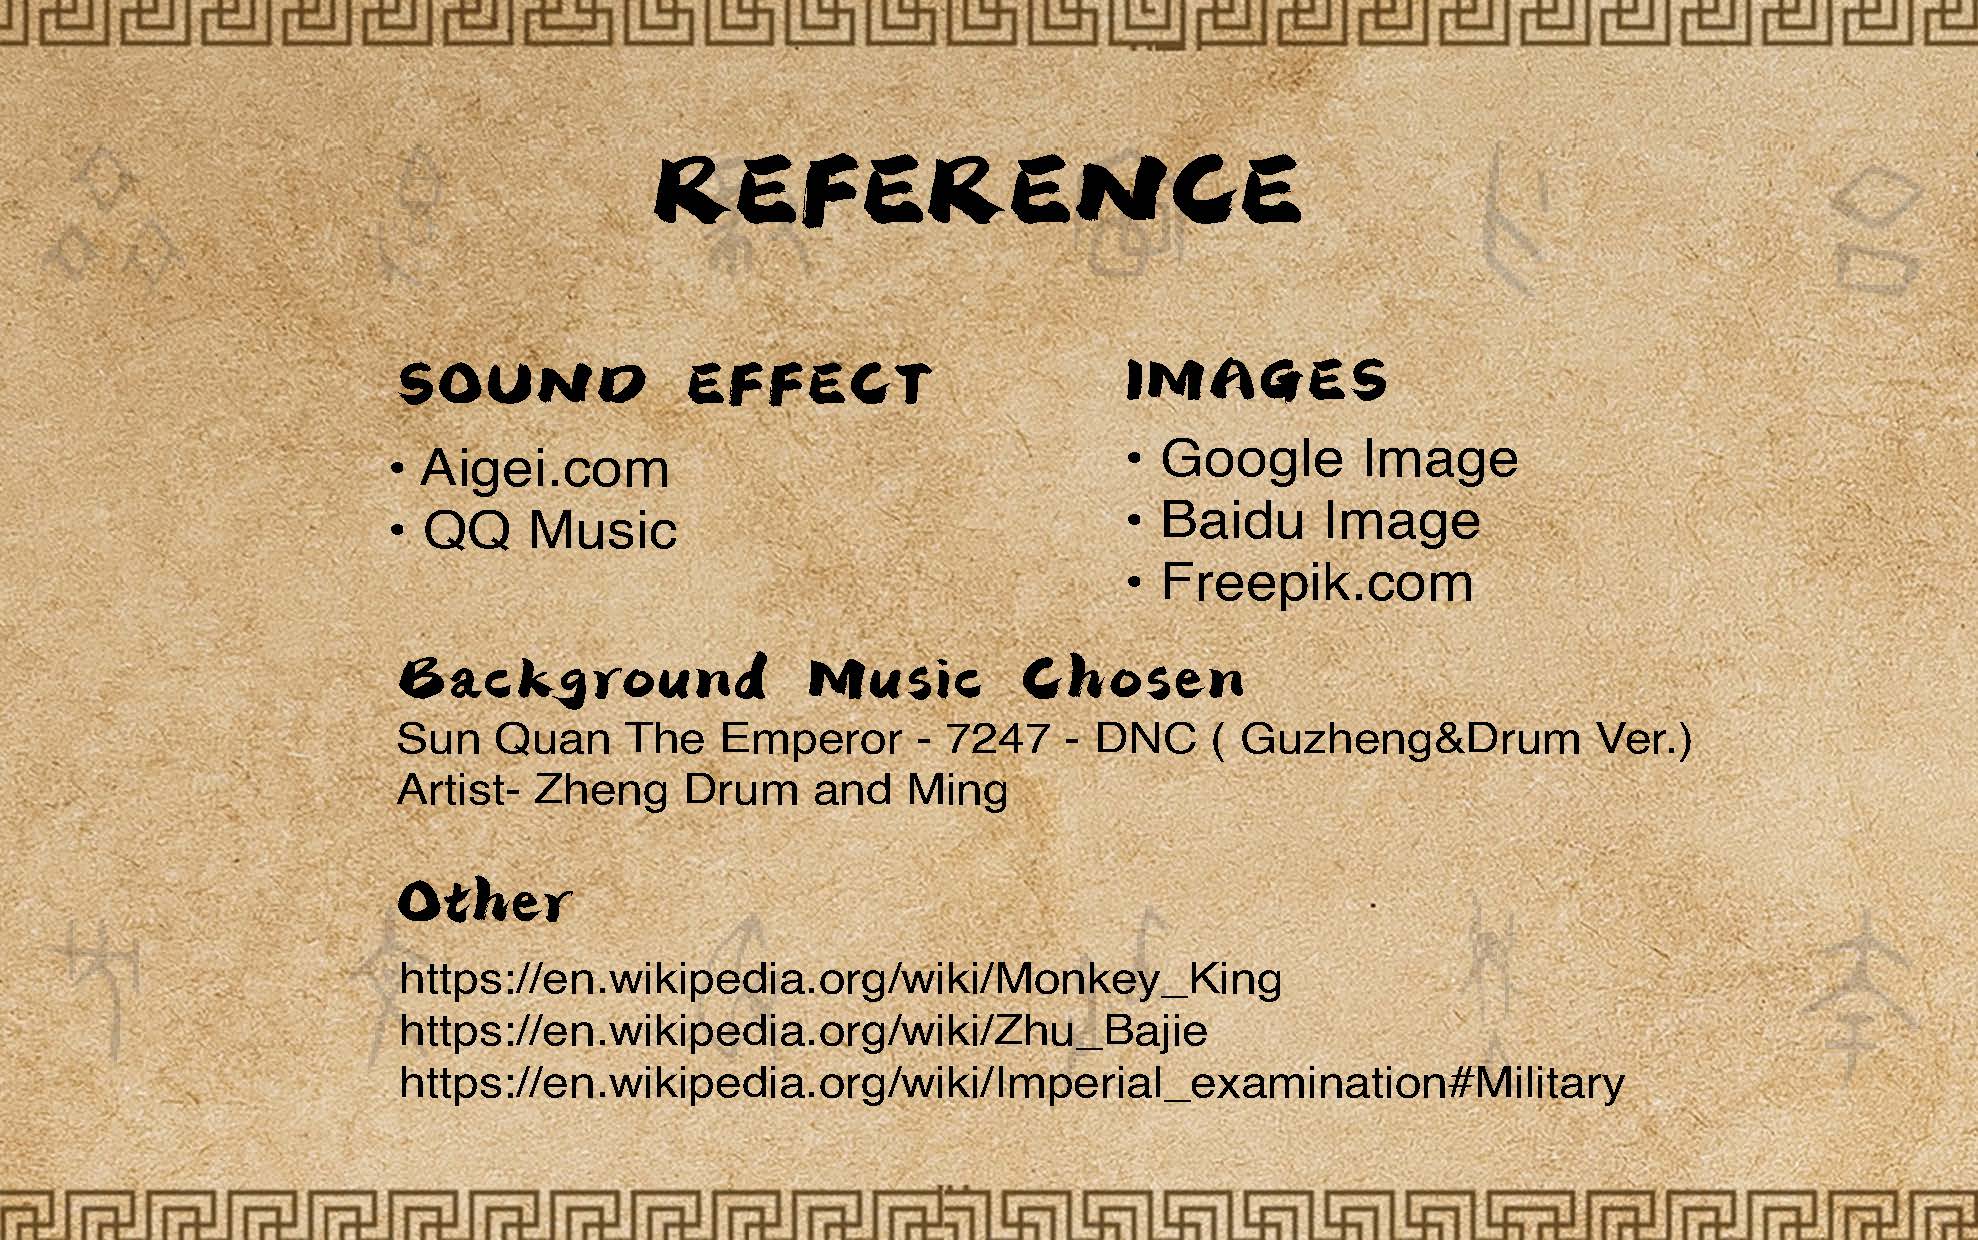 REFERENCE
SOUND EFFECT
• Aigei.com
• QQ Music
IMAGES
• Google Image
• Baidu Image
• Freepik.com
Background Music Chosen
Sun Quan The Emperor - 7247 - DNC ( Guzheng&Drum Ver.)
Artist- Zheng Drum and Ming
Other
https://en.wikipedia.org/wiki/Monkey_King
https://en.wikipedia.org/wiki/Zhu_Bajie
https://en.wikipedia.org/wiki/Imperial_examination#Military